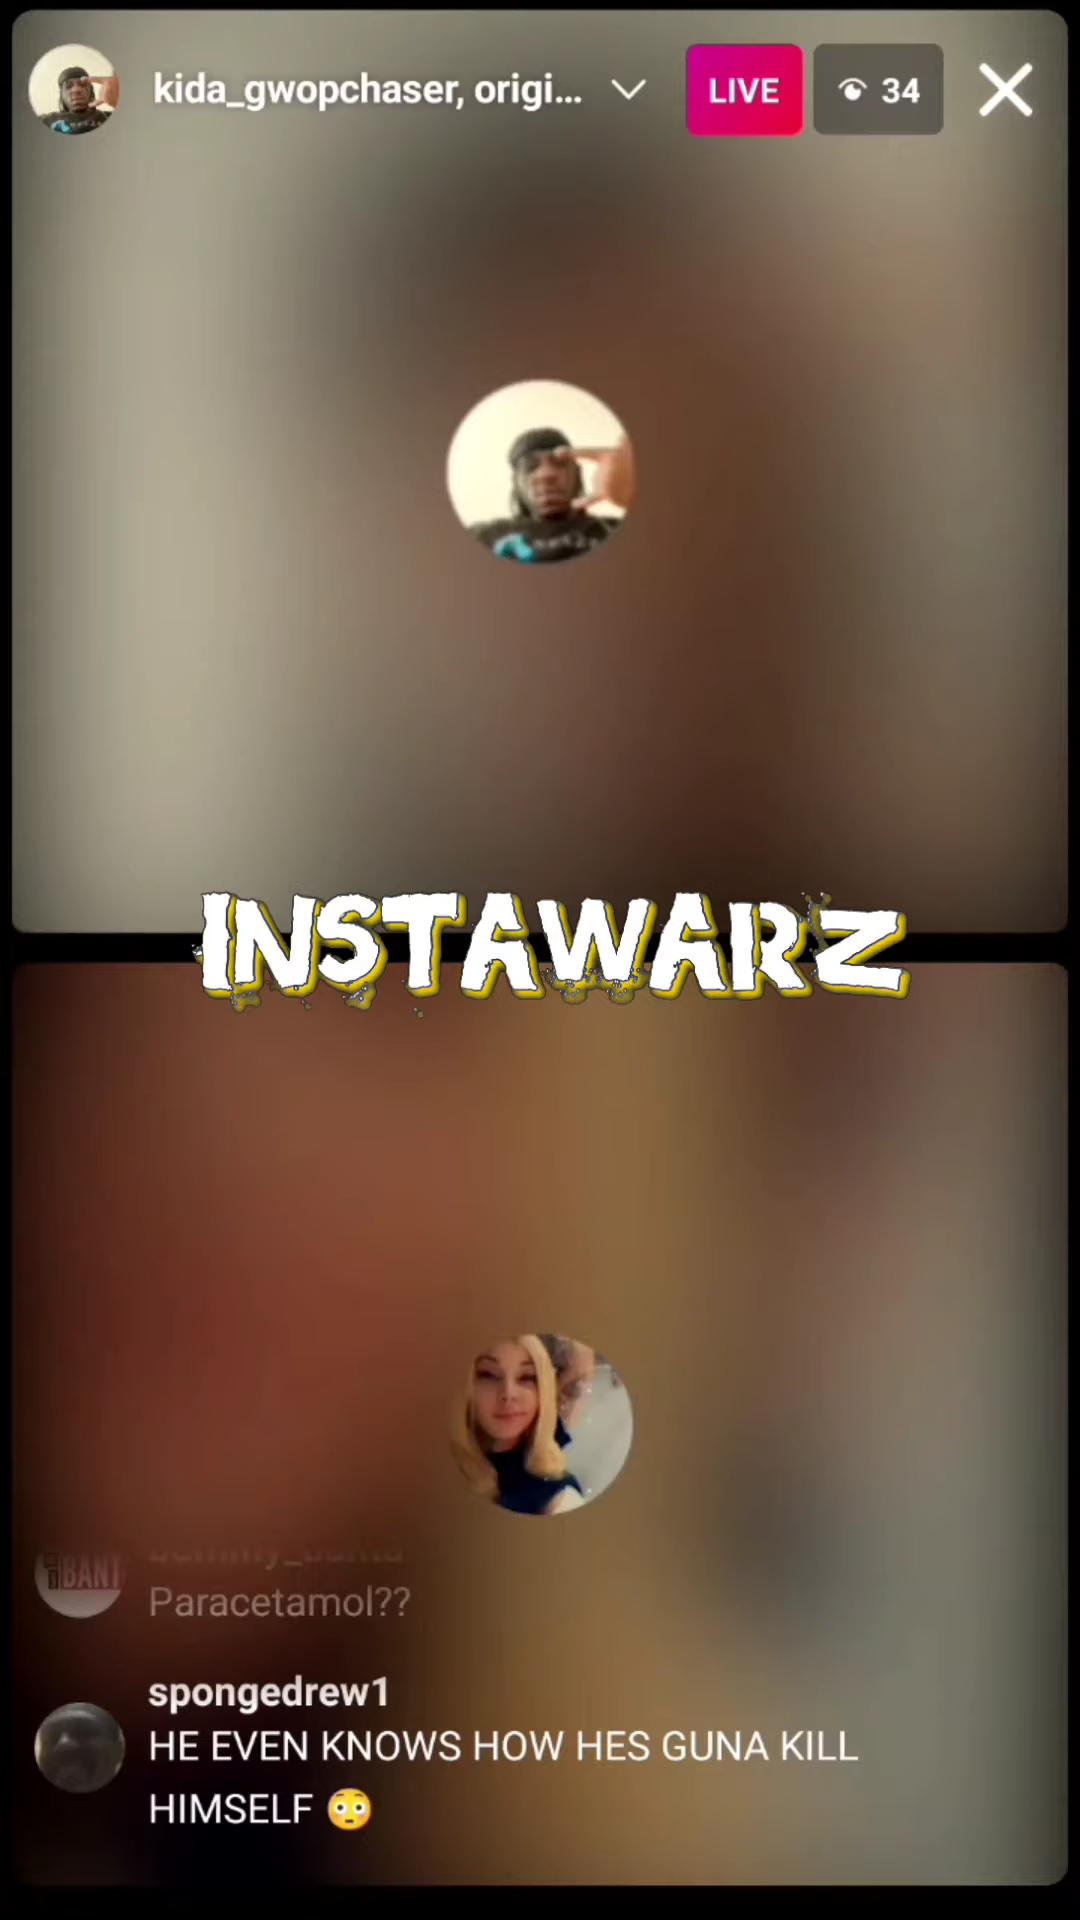 kida_gwopchaser, origi...
LIVE
34
INSTAWARZ
BANT
Paracetamol??
spongedrew1
HE EVEN KNOWS HOW HES GUNA KILL
HIMSELF 😳